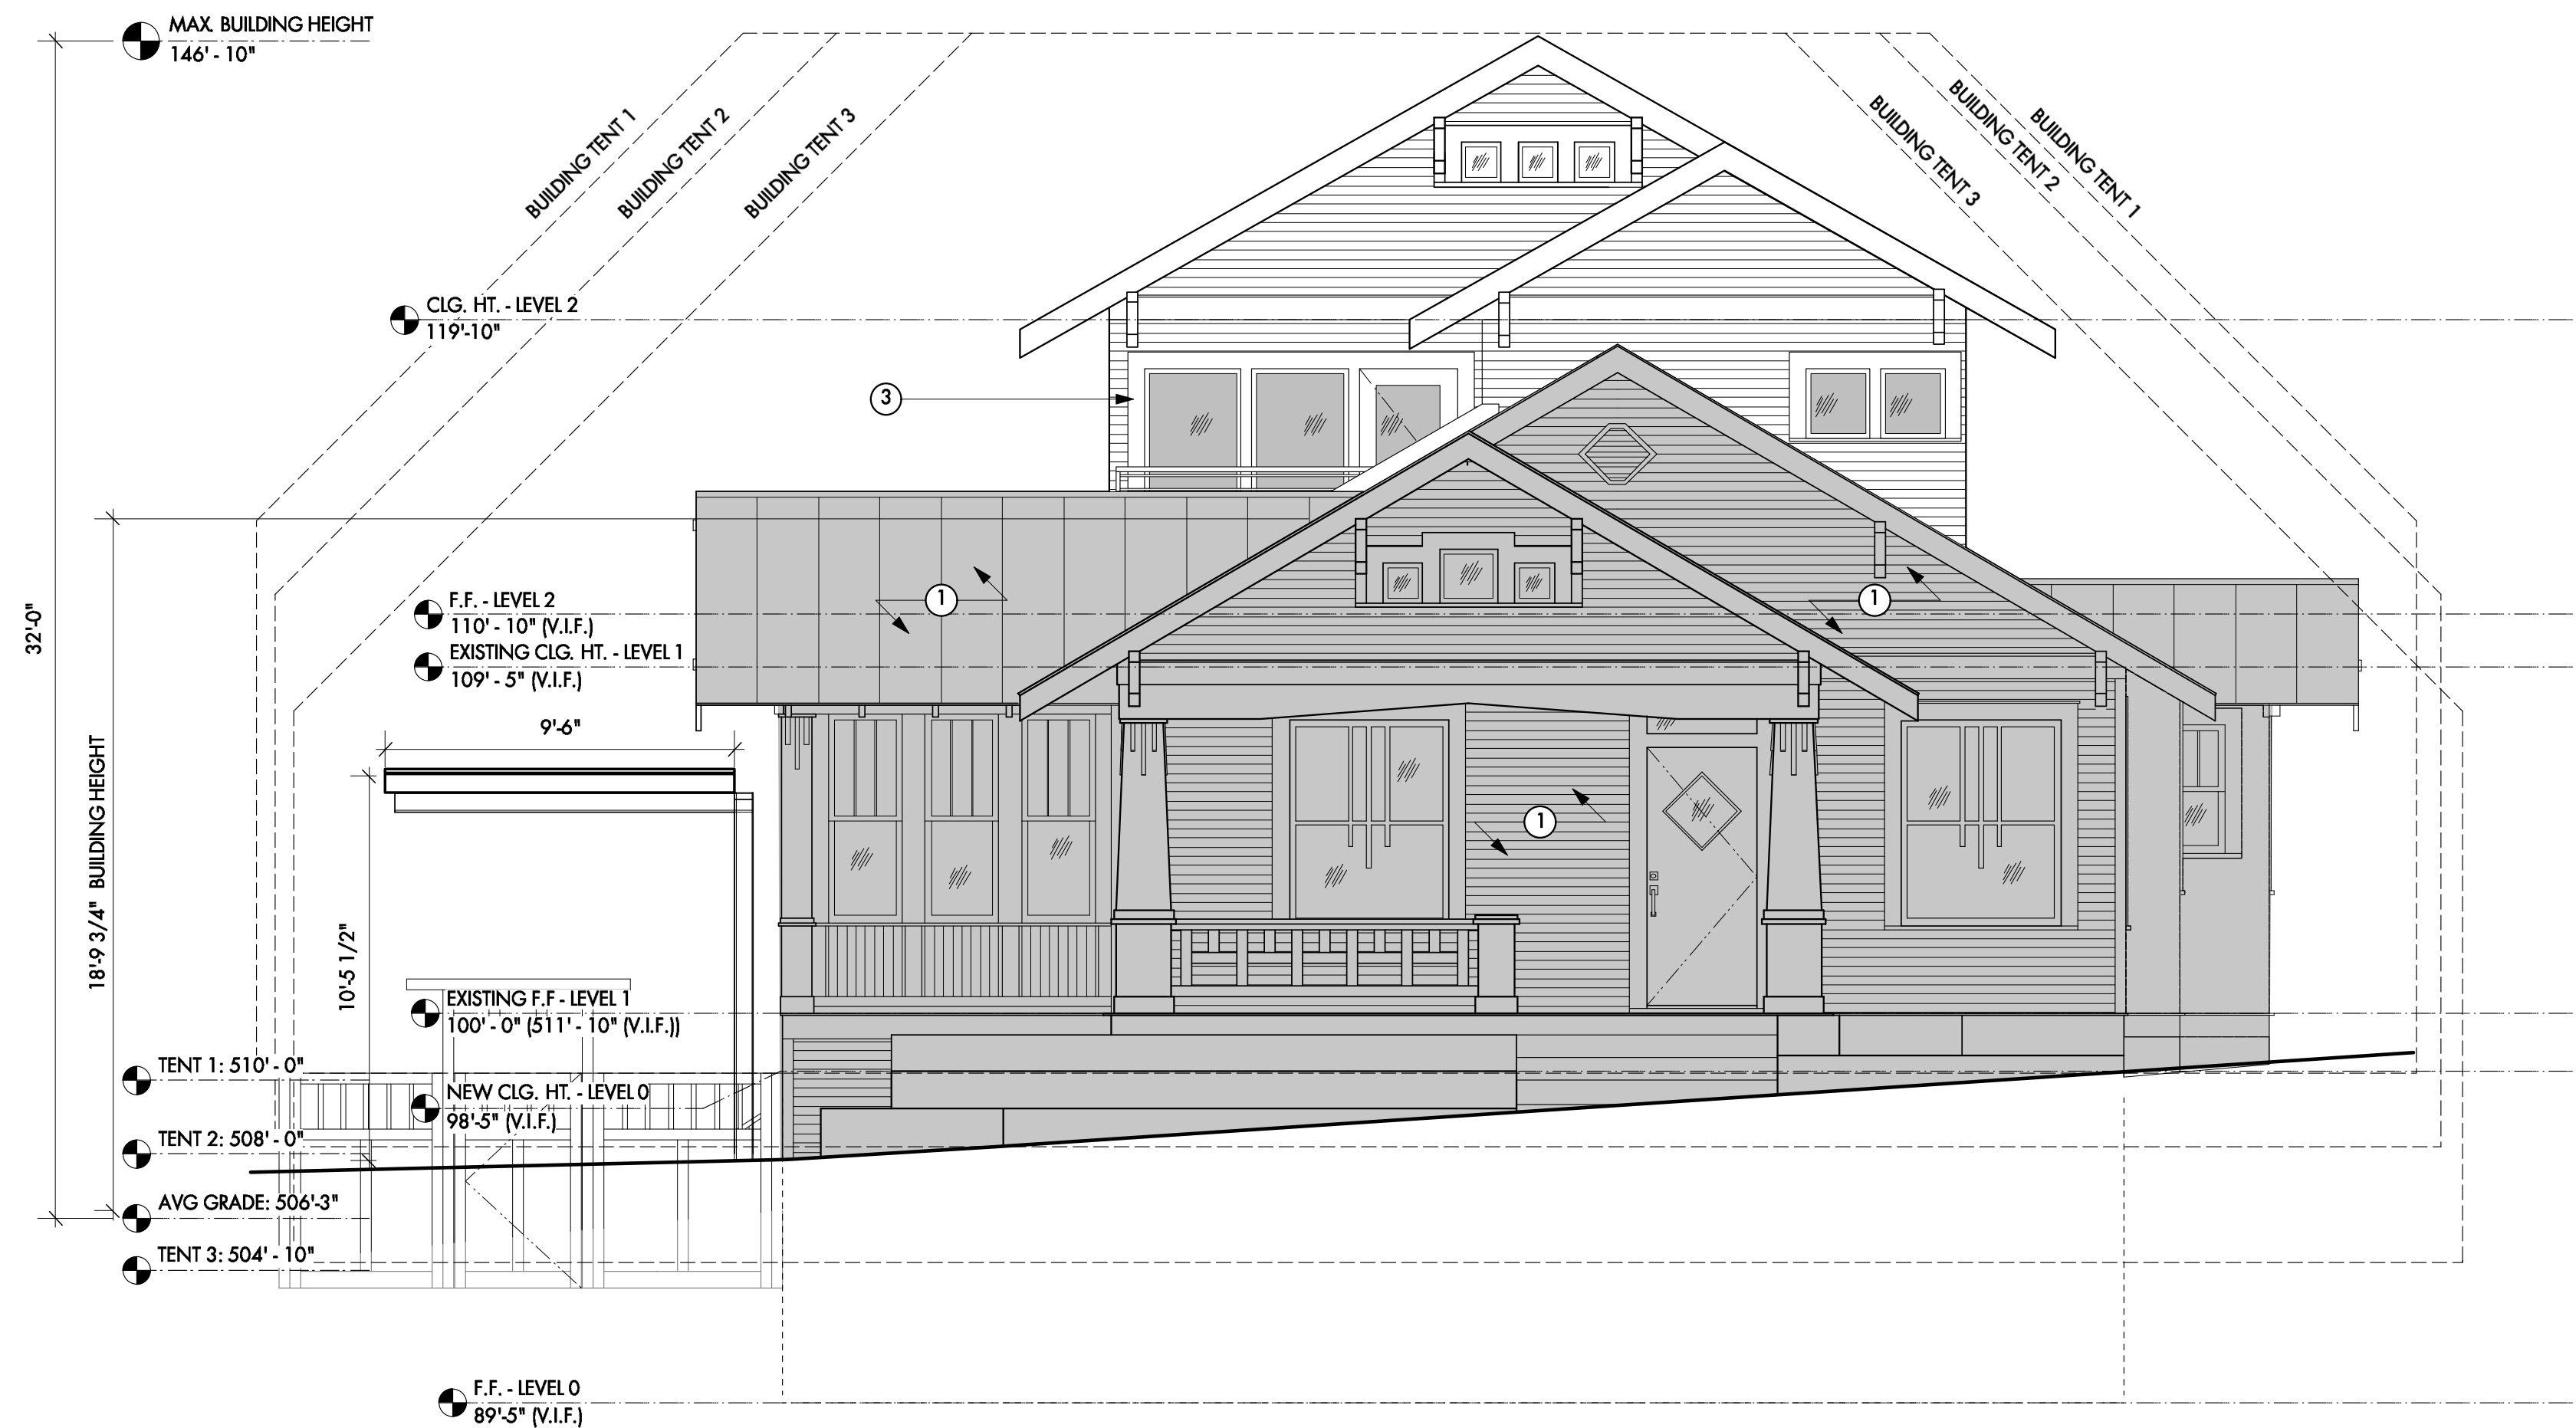 MAX. BUILDING HEIGHT
146' - 10"
BUILDING TENT 1
BUILDING TENT 2
BUILDING TENT 3
BUILDING TENT 3
BUILDING TENT 2
BUILDING TENT 1
CLG. HT. - LEVEL 2
119'-10"
3
F.F. - LEVEL 2
110' - 10" (V.I.F.)
1
1
32'-0"
EXISTING CLG. HT. - LEVEL 1
109' - 5" (V.I.F.)
9'-6"
18'-9 3/4" BUILDING HEIGHT
1
10'-5 1/2"
EXISTING F.F - LEVEL 1
100' - 0" (511' - 10" (V.I.F.))
TENT 1: 510' - 0"
NEW CLG. HT. - LEVEL 0
98'-5" (V.I.F.)
TENT 2: 508' - 0"
AVG GRADE: 506'-3"
TENT 3: 504' - 10"
F.F. - LEVEL 0
89'-5" (V.I.F.)